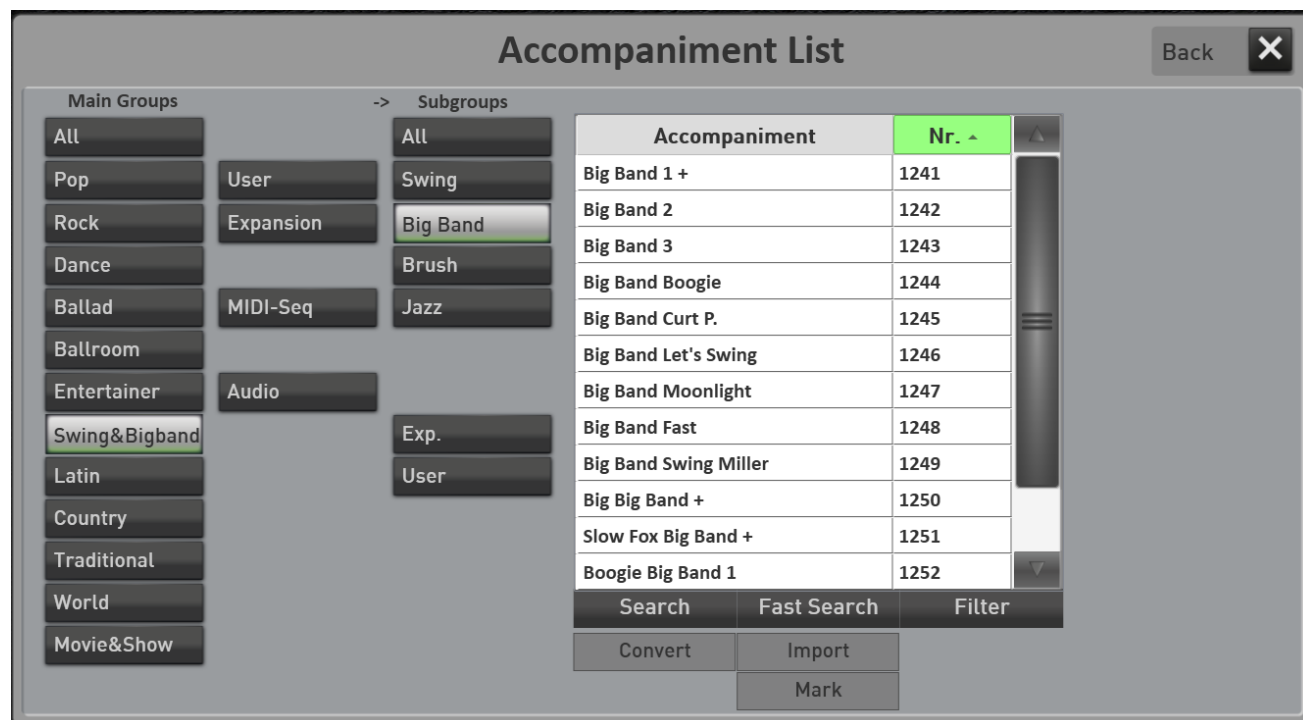 Accompaniment List
Back
Main Groups -> Subgroups
All
Pop
Rock
Dance
Ballad
Ballroom
Entertainer
Swing&Bigband
Latin
Country
Traditional
World
Movie&Show
User
Expansion
MIDI-Seq
Audio
All
Swing
Big Band
Brush
Jazz
Exp.
User
Accompaniment Nr.
Big Band 1 + 1241
Big Band 2 1242
Big Band 3 1243
Big Band Boogie 1244
Big Band Curt P. 1245
Big Band Let's Swing 1246
Big Band Moonlight 1247
Big Band Fast 1248
Big Band Swing Miller 1249
Big Big Band + 1250
Slow Fox Big Band + 1251
Boogie Big Band 1 1252
Search Fast Search Filter
Convert Import
Mark